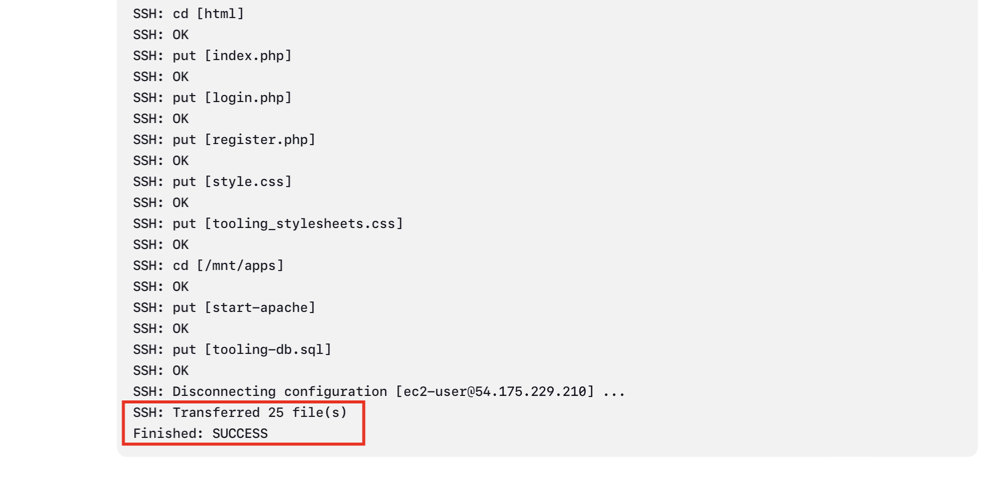 SSH: cd [html]
SSH: OK
SSH: put [index.php]
SSH: OK
SSH: put [login.php]
SSH: OK
SSH: put [register.php]
SSH: OK
SSH: put [style.css]
SSH: OK
SSH: put [tooling_stylesheets.css]
SSH: OK
SSH: cd [/mnt/apps]
SSH: OK
SSH: put [start-apache]
SSH: OK
SSH: put [tooling-db.sql]
SSH: OK
SSH: Disconnecting configuration [ec2-user@54.175.229.210] ...
SSH: Transferred 25 file(s)
Finished: SUCCESS